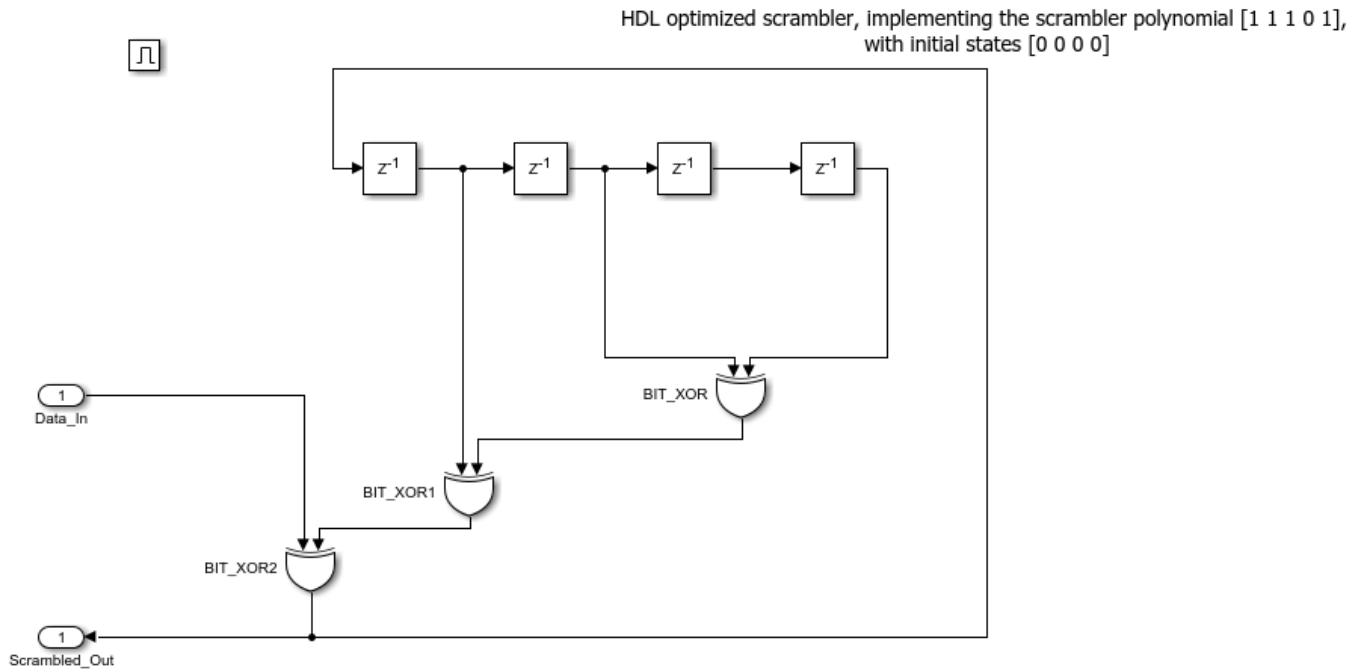 HDL optimized scrambler, implementing the scrambler polynomial [1 1 1 0 1],
with initial states [0 0 0 0]
z-1
z-1
z-1
z-1
BIT_XOR
1
Data_In
BIT_XOR1
BIT_XOR2
1
Scrambled_Out